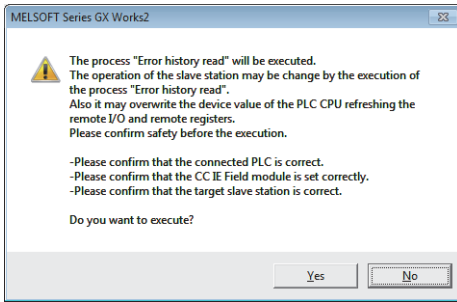 MELSOFT Series GX Works2
The process "Error history read" will be executed.
The operation of the slave station may be change by the execution of
the process "Error history read".
Also it may overwrite the device value of the PLC CPU refreshing the
remote I/O and remote registers.
Please confirm safety before the execution.
-Please confirm that the connected PLC is correct.
-Please confirm that the CC IE Field module is set correctly.
-Please confirm that the target slave station is correct.
Do you want to execute?
Yes
No